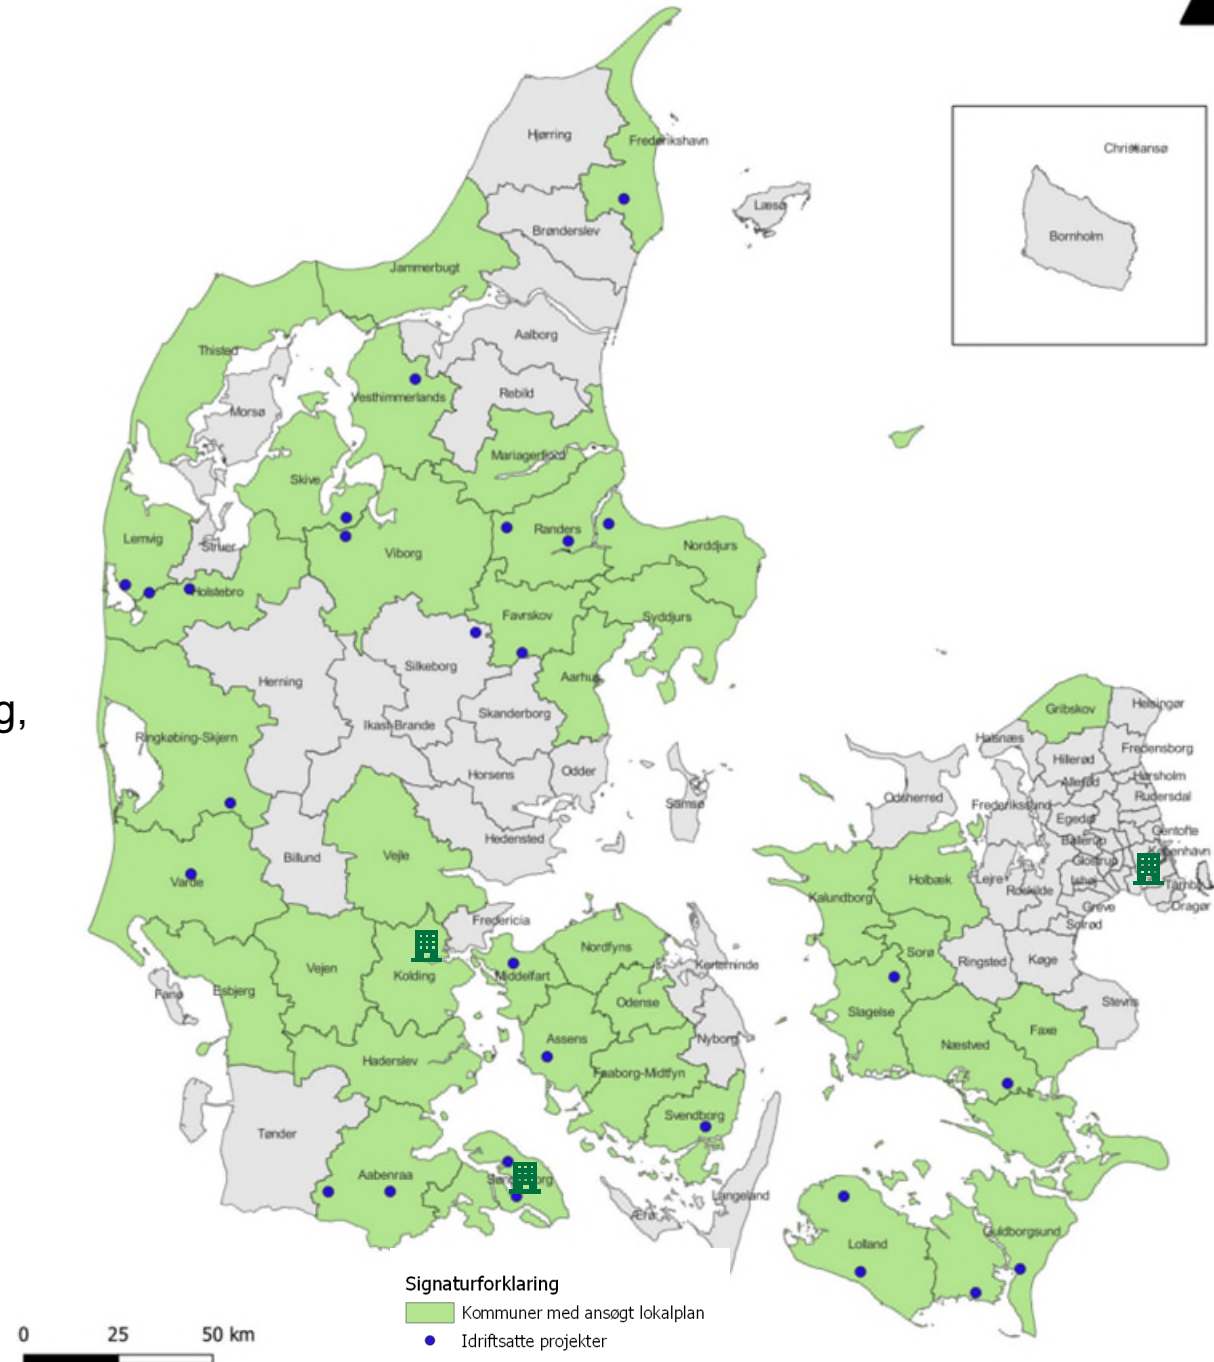 Hjørring
Frederikshavn
Christiansø
Læsø
Brønderslev
Bornholm
Jammerbugt
Aalborg
Thisted
Rebild
Vesthimmerlands
Morsø
Mariagerfjord
Skive
Randers
Lemvig
Struer
Viborg
Norddjurs
Holstebro
Favrskov
Syddjurs
Silkeborg
Aarhus
Herning
g,
Skanderborg
Ikast-Brande
Ringkøbing-Skjern
Gribskov
Helsingør
Halsnæs
Fredensborg
Hillerød
Horsens
Odder
Allerød
Hørsholm
Samsø
Odsherred
Frederikssund
Rudersdal
Egedal
Gentofte
Hedensted
Ballerup
København
Billund
Vejle
Glostrup
Varde
Holbæk
Lejre
Ishøj
Tårnby
Kalundborg
Roskilde
Greve
Dragør
Fredericia
Solrød
Nordfyns
Sorø
Ringsted
Køge
Kerteminde
Vejen
Kolding
Middelfart
Fanø
Esbjerg
Odense
Stevns
Slagelse
Faxe
Assens
Nyborg
Næstved
Haderslev
Faaborg-Midtfyn
Svendborg
Tønder
Aabenraa
Sønderborg
Langeland
Ærø
Guldborgsund
Lolland
Signaturforklaring
Kommuner med ansøgt lokalplan
Idriftsatte projekter
0 25 50 km